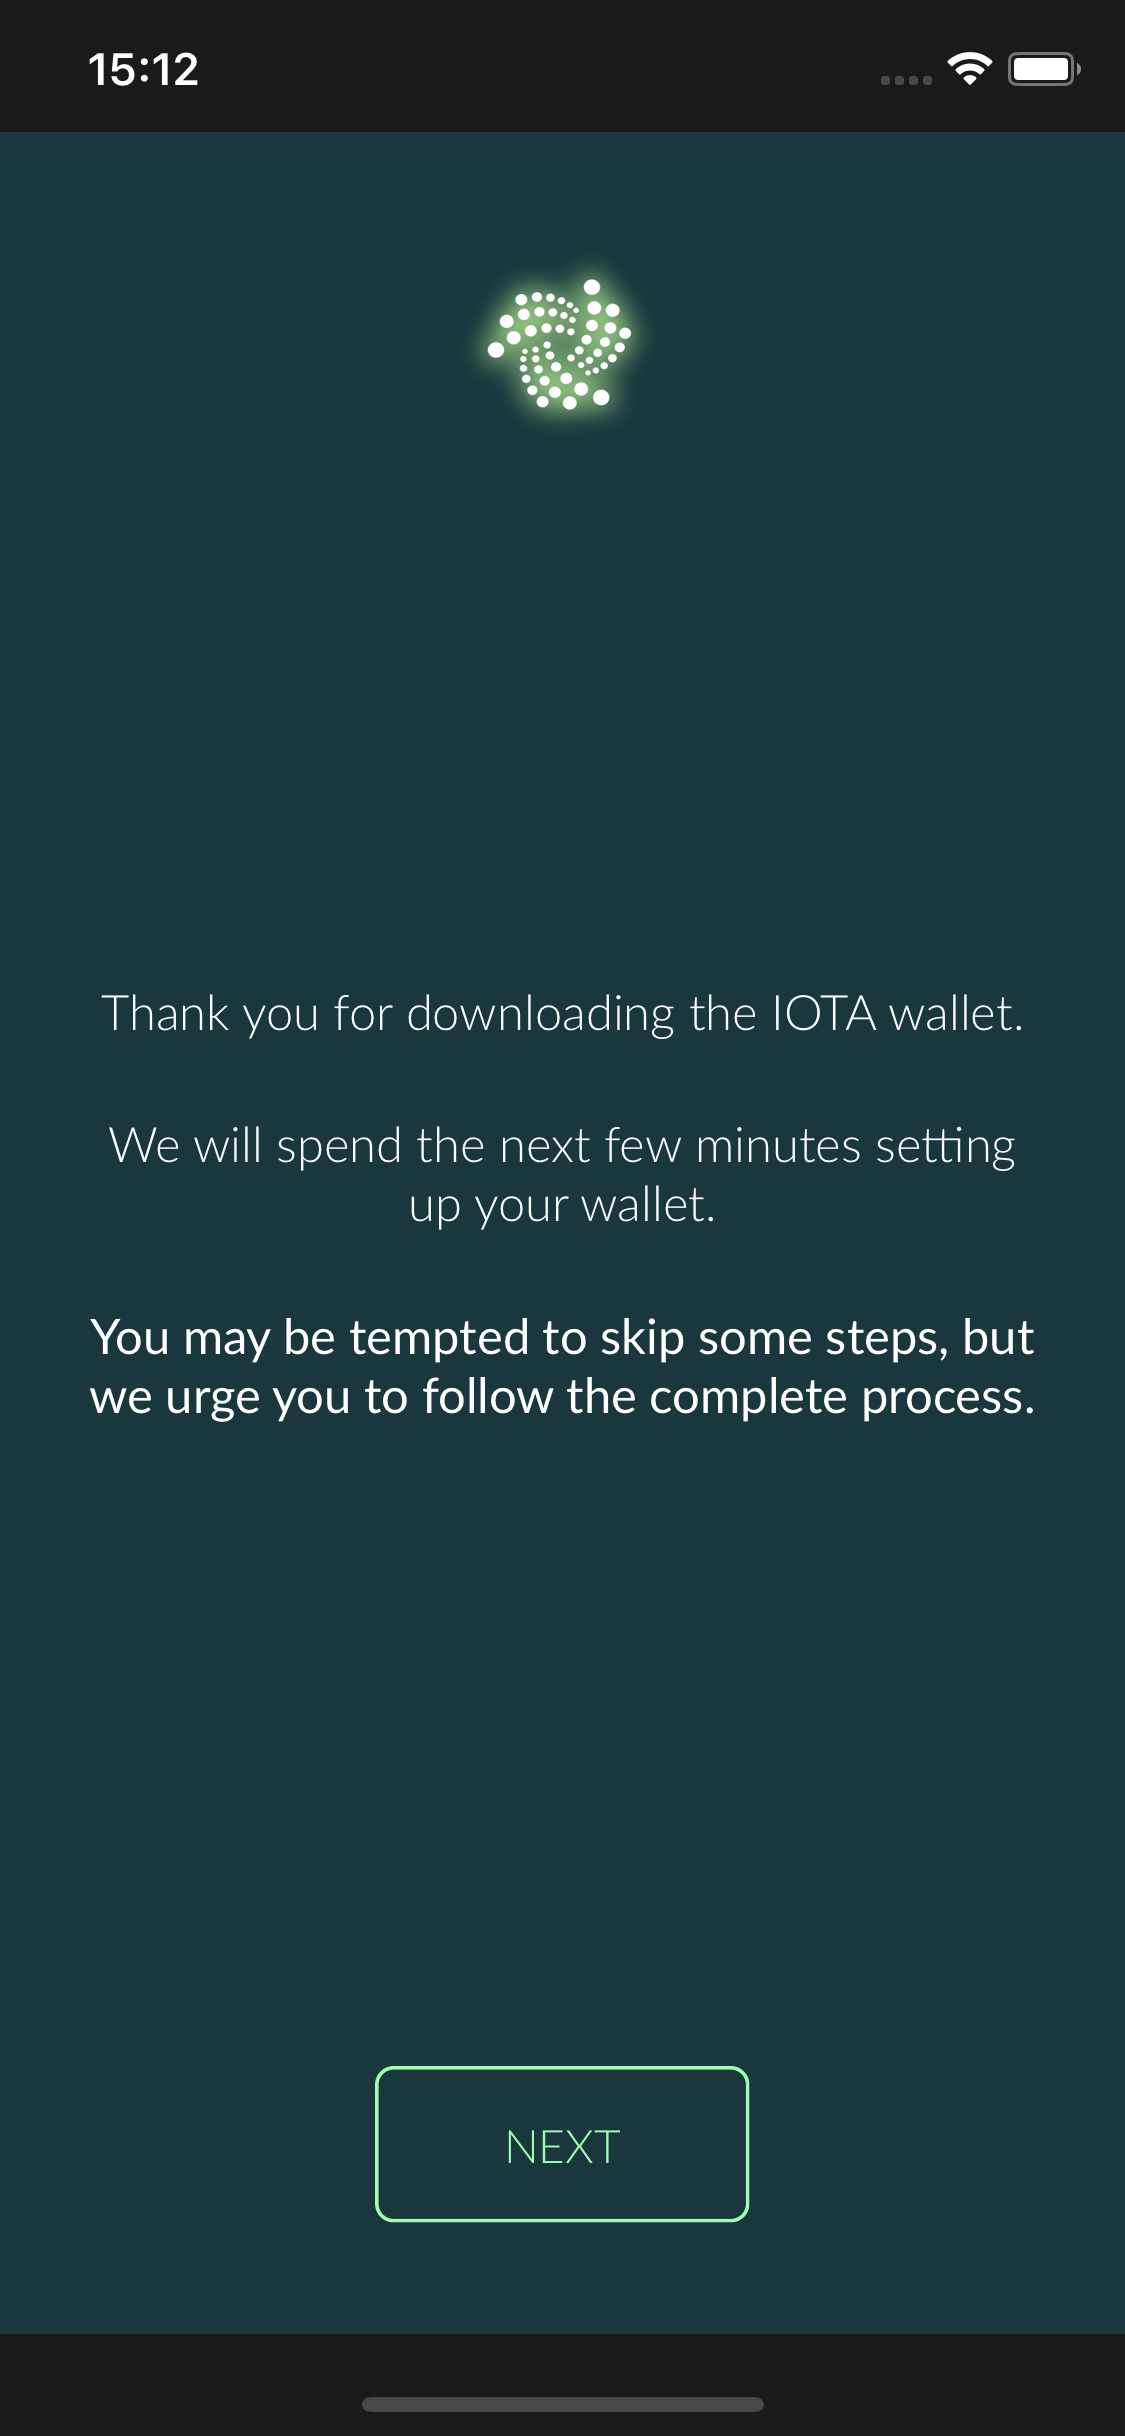 15:12
Thank you for downloading the IOTA wallet.
We will spend the next few minutes setting
up your wallet.
You may be tempted to skip some steps, but
we urge you to follow the complete process.
NEXT